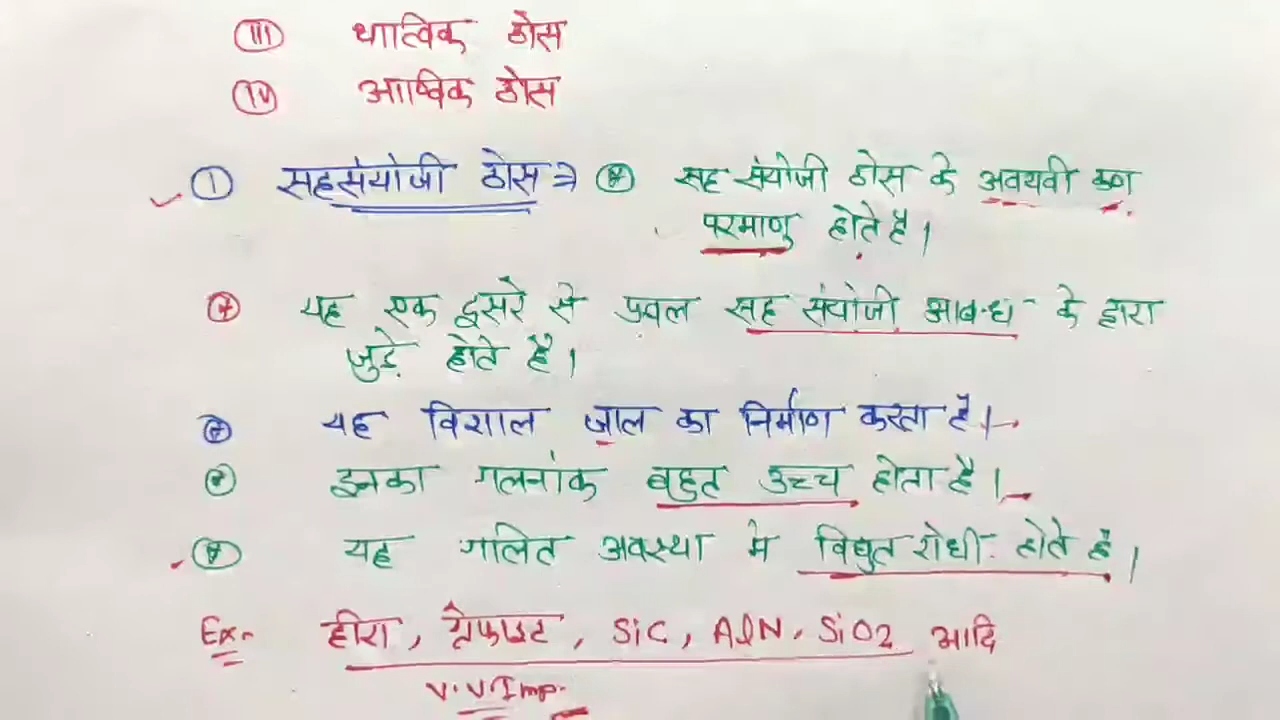 (iii) धात्विक ठोस
(iv) आण्विक ठोस
① सहसंयोजी ठोस ⇒ * सह संयोजी ठोस के अवयवी कण
परमाणु होते है।
* यह एक दूसरे से प्रबल सह संयोजी आबन्ध के द्वारा
जुड़े होते है।
* यह विशाल जाल का निर्माण करता है।
* इनका गलनांक बहुत उच्च होता है।
* यह गलित अवस्था मे विधुत रोधी होते है।
Ex- हीरा, ग्रेफाइट, SiC, AlN, SiO2 आदि
V.V.Imp.